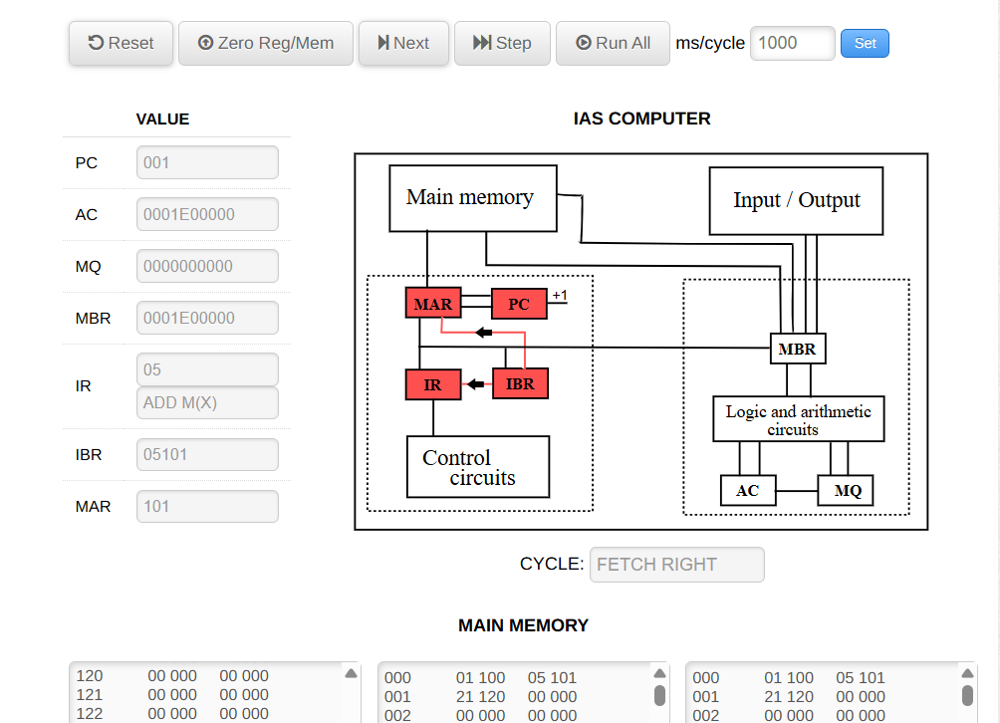 Reset Zero Reg/Mem Next Step Run All ms/cycle 1000 Set
VALUE
PC 001
AC 0001E00000
MQ 0000000000
MBR 0001E00000
IR 05
ADD M(X)
IBR 05101
MAR 101
IAS COMPUTER
Main memory
Input / Output
MAR PC +1
MBR
IR IBR
Logic and arithmetic
circuits
Control
circuits
AC MQ
CYCLE: FETCH RIGHT
MAIN MEMORY
120 00 000 00 000
121 00 000 00 000
122 00 000 00 000
000 01 100 05 101
001 21 120 00 000
002 00 000 00 000
000 01 100 05 101
001 21 120 00 000
002 00 000 00 000